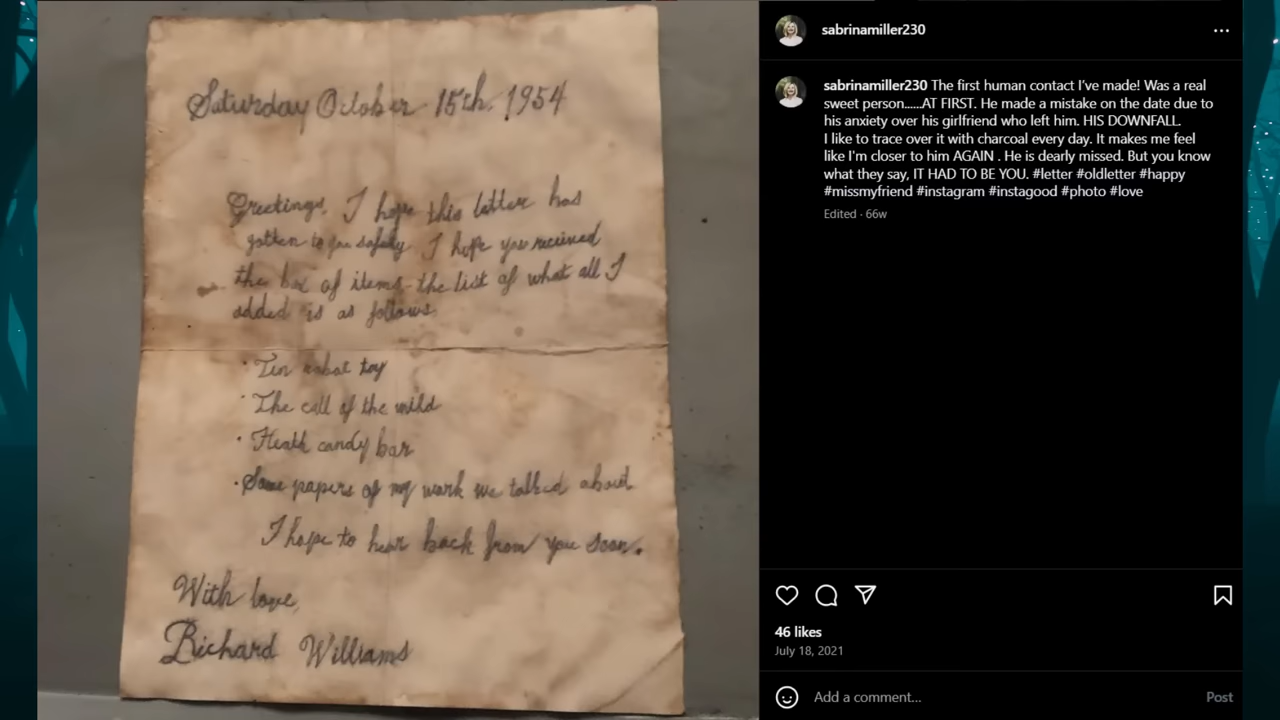 Saturday October 15th, 1954
Greetings, I hope this letter has
gotten to you safely. I hope you received
the box of items the list of what all I
added is as follows
· Tin robot toy
· The call of the wild
· Heath candy bar
· Some papers of my work we talked about
I hope to hear back from you soon.
With love,
Richard Williams
sabrinamiller230
sabrinamiller230 The first human contact I've made! Was a real
sweet person......AT FIRST. He made a mistake on the date due to
his anxiety over his girlfriend who left him. HIS DOWNFALL.
I like to trace over it with charcoal every day. It makes me feel
like I'm closer to him AGAIN . He is dearly missed. But you know
what they say, IT HAD TO BE YOU. #letter #oldletter #happy
#missmyfriend #instagram #instagood #photo #love
Edited · 66w
46 likes
July 18, 2021
Add a comment...
Post